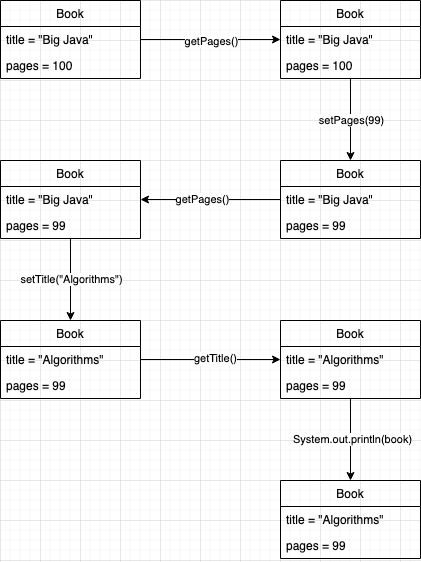 Book
title = "Big Java"
pages = 100
getPages()
Book
title = "Big Java"
pages = 100
setPages(99)
Book
title = "Big Java"
pages = 99
getPages()
Book
title = "Big Java"
pages = 99
setTitle("Algorithms")
Book
title = "Algorithms"
pages = 99
getTitle()
Book
title = "Algorithms"
pages = 99
System.out.println(book)
Book
title = "Algorithms"
pages = 99